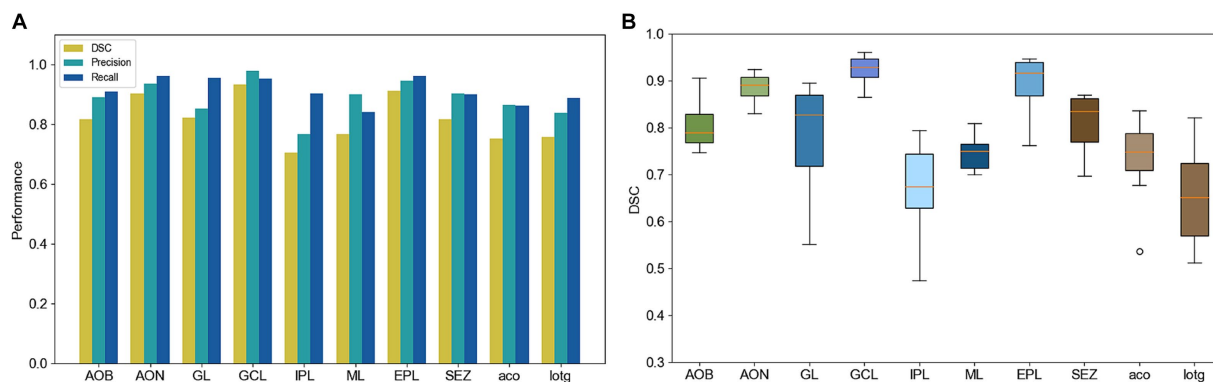 A
DSC
Precision
Recall
Performance
1.0
0.8
0.6
0.4
0.2
0.0
AOB AON GL GCL IPL ML EPL SEZ aco lotg
B
DSC
1.0
0.9
0.8
0.7
0.6
0.5
0.4
0.3
AOB AON GL GCL IPL ML EPL SEZ aco lotg